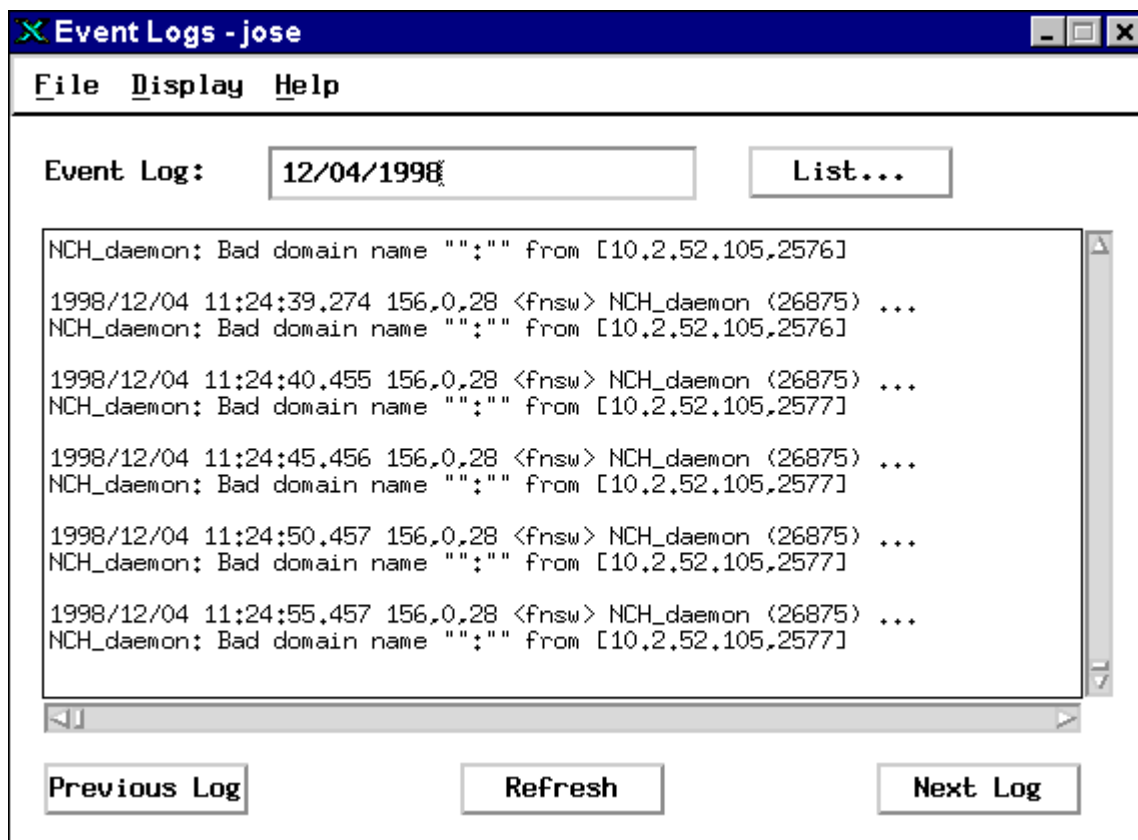 Event Logs - jose
File Display Help
Event Log: 12/04/1998 List...
NCH_daemon: Bad domain name "":"" from [10.2.52.105,2576]
1998/12/04 11:24:39.274 156,0,28 <fnsw> NCH_daemon (26875) ...
NCH_daemon: Bad domain name "":"" from [10.2.52.105,2576]
1998/12/04 11:24:40.455 156,0,28 <fnsw> NCH_daemon (26875) ...
NCH_daemon: Bad domain name "":"" from [10.2.52.105,2577]
1998/12/04 11:24:45.456 156,0,28 <fnsw> NCH_daemon (26875) ...
NCH_daemon: Bad domain name "":"" from [10.2.52.105,2577]
1998/12/04 11:24:50.457 156,0,28 <fnsw> NCH_daemon (26875) ...
NCH_daemon: Bad domain name "":"" from [10.2.52.105,2577]
1998/12/04 11:24:55.457 156,0,28 <fnsw> NCH_daemon (26875) ...
NCH_daemon: Bad domain name "":"" from [10.2.52.105,2577]
Previous Log Refresh Next Log